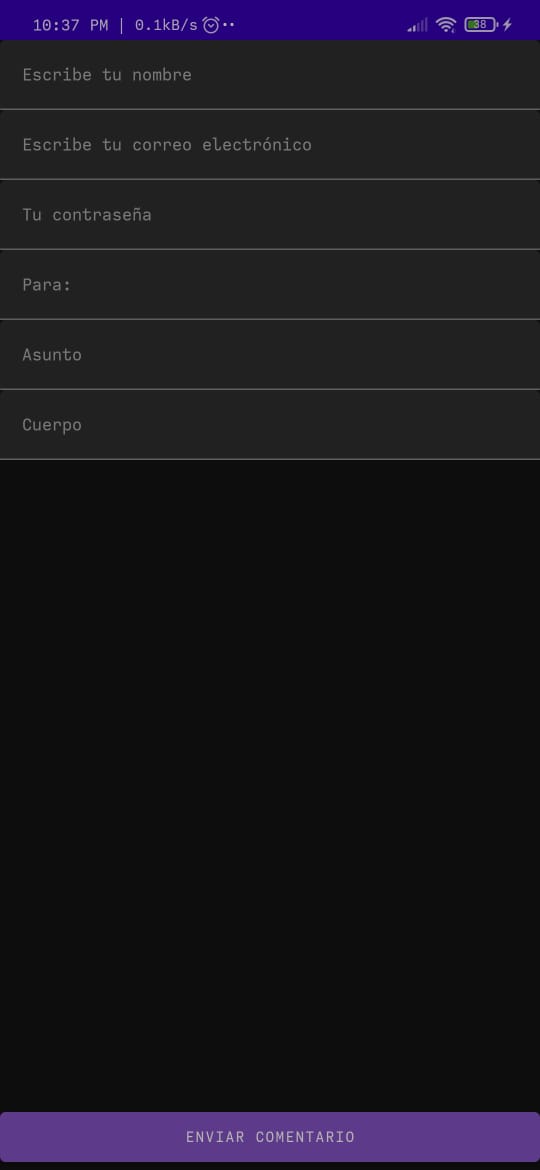 10:37 PM | 0.1kB/s
38
Escribe tu nombre
Escribe tu correo electrónico
Tu contraseña
Para:
Asunto
Cuerpo
ENVIAR COMENTARIO